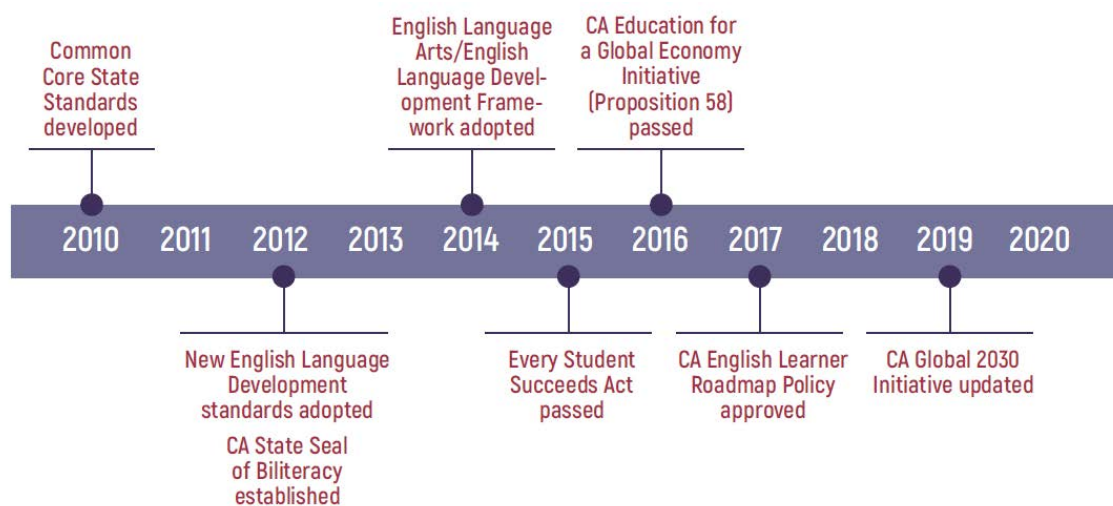 Common
Core State
Standards
developed
English Language
Arts/English
Language Devel-
opment Frame-
work adopted
CA Education for
a Global Economy
Initiative
(Proposition 58)
passed
2010 2011 2012 2013 2014 2015 2016 2017 2018 2019 2020
New English Language
Development
standards adopted
CA State Seal
of Biliteracy
established
Every Student
Succeeds Act
passed
CA English Learner
Roadmap Policy
approved
CA Global 2030
Initiative updated